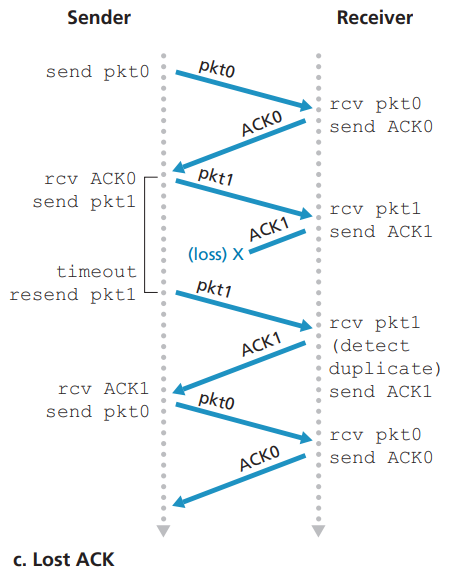 Sender
Receiver
send pkt0
pkt0
rcv pkt0
send ACK0
ACK0
rcv ACK0
send pkt1
pkt1
rcv pkt1
send ACK1
ACK1
(loss) X
timeout
resend pkt1
pkt1
rcv pkt1
(detect
duplicate)
send ACK1
ACK1
rcv ACK1
send pkt0
pkt0
rcv pkt0
send ACK0
ACK0
c. Lost ACK